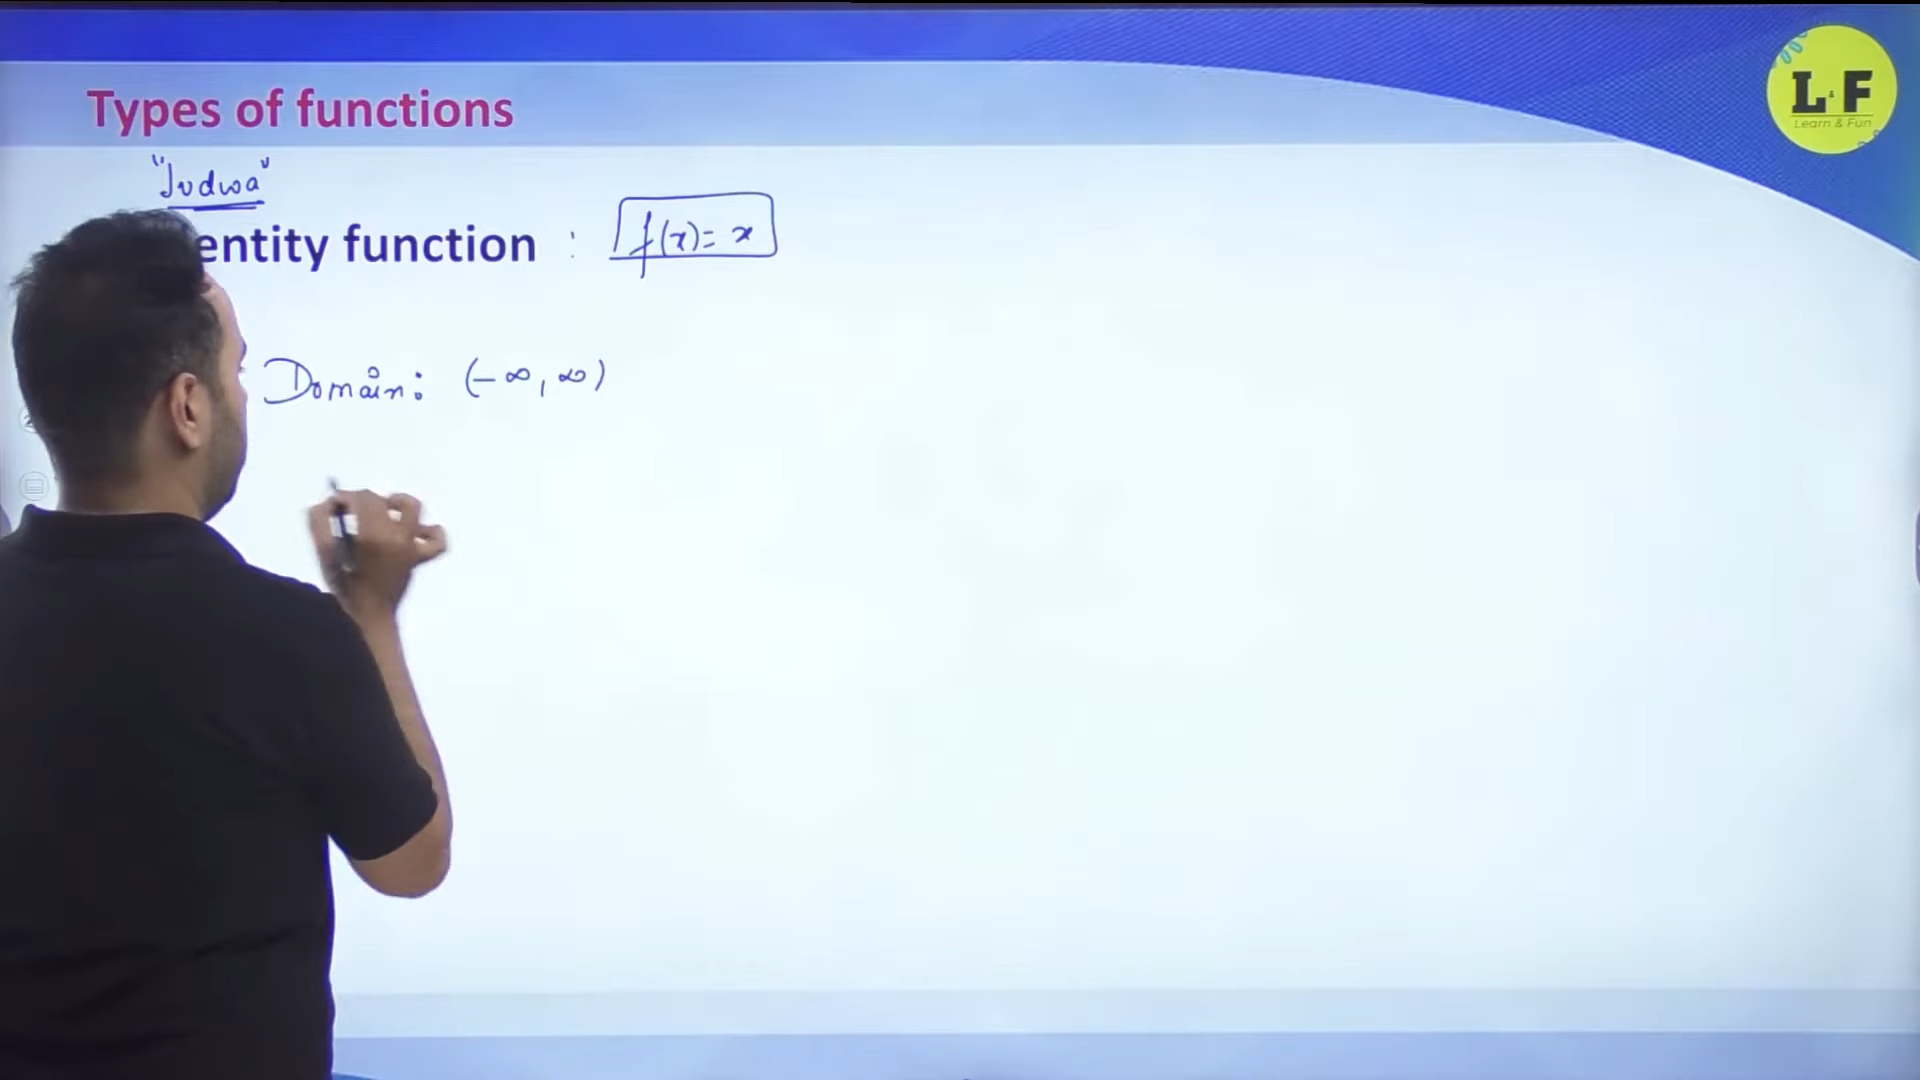 Types of functions
L&F
Learn & Fun
"Judwa"
entity function : f(x)= x
Domain: (-∞, ∞)